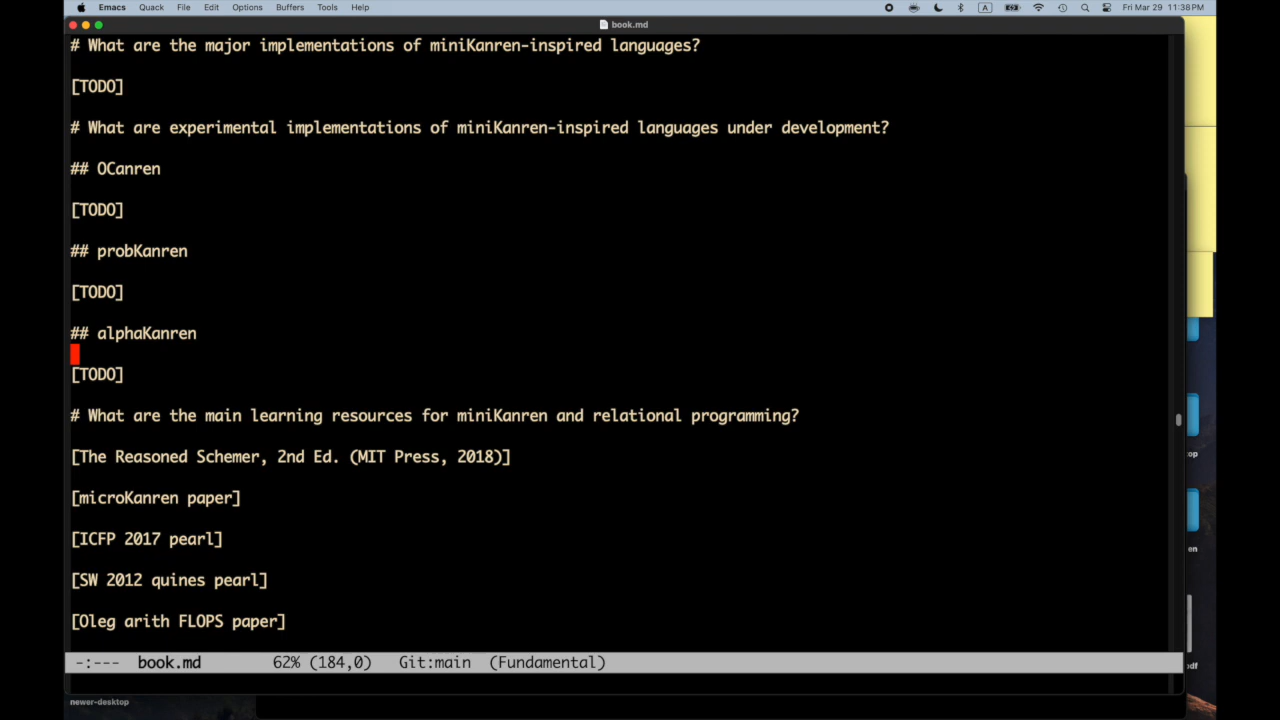 Emacs Quack File Edit Options Buffers Tools Help A Fri Mar 29 11:38 PM
book.md
# What are the major implementations of miniKanren-inspired languages?
[TODO]
# What are experimental implementations of miniKanren-inspired languages under development?
## OCanren
[TODO]
## probKanren
[TODO]
## alphaKanren
[TODO]
# What are the main learning resources for miniKanren and relational programming?
[The Reasoned Schemer, 2nd Ed. (MIT Press, 2018)]
[microKanren paper]
[ICFP 2017 pearl]
[SW 2012 quines pearl]
[Oleg arith FLOPS paper]
-:--- book.md 62% (184,0) Git:main (Fundamental)
op
en
df
newer-desktop